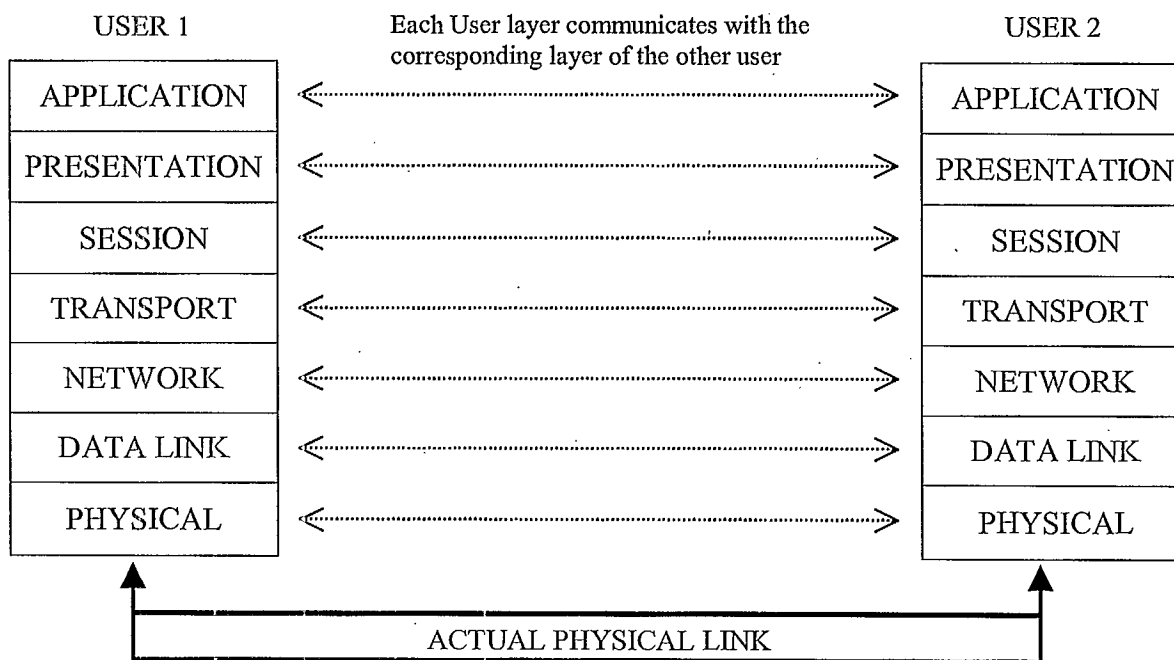 USER 1
Each User layer communicates with the
corresponding layer of the other user
USER 2
APPLICATION
APPLICATION
PRESENTATION
PRESENTATION
SESSION
SESSION
TRANSPORT
TRANSPORT
NETWORK
NETWORK
DATA LINK
DATA LINK
PHYSICAL
PHYSICAL
ACTUAL PHYSICAL LINK